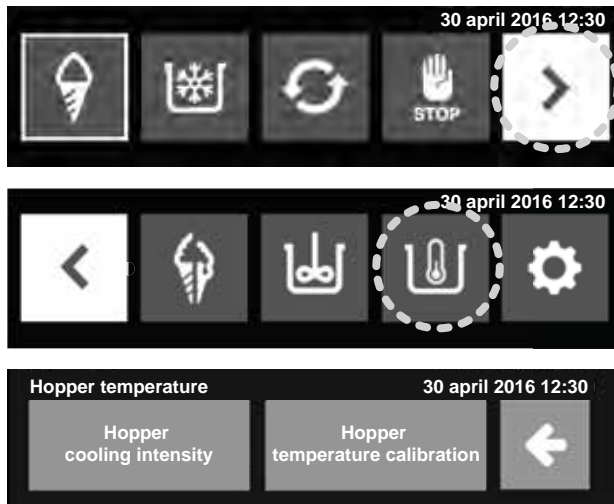 30 april 2016 12:30
STOP
30 april 2016 12:30
Hopper temperature 30 april 2016 12:30
Hopper
cooling intensity
Hopper
temperature calibration